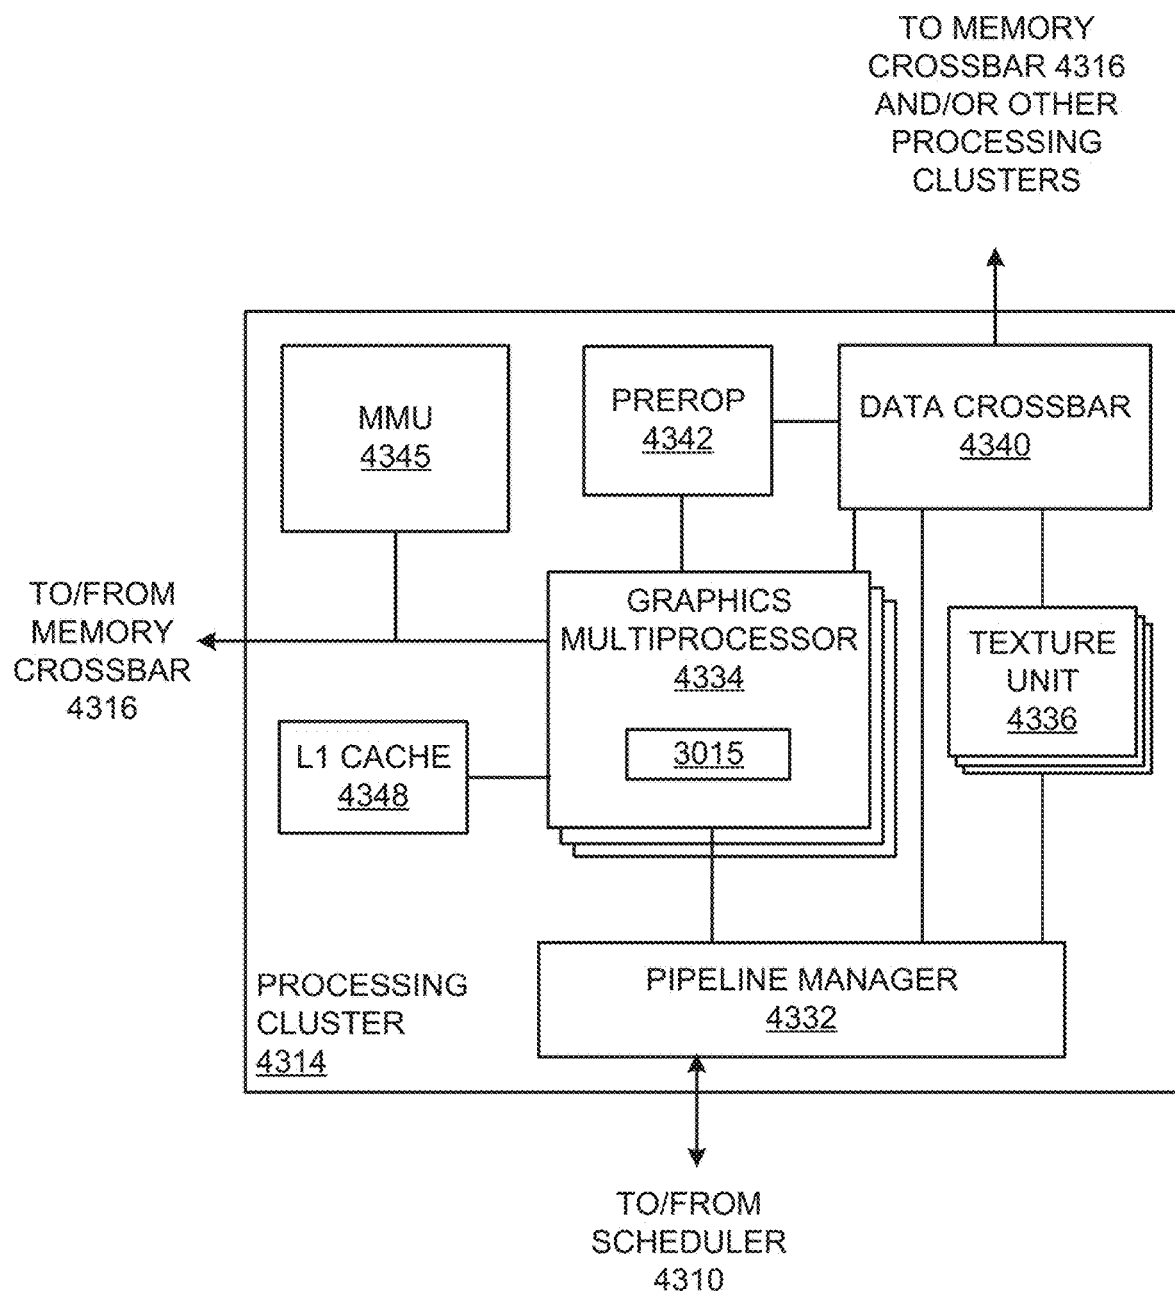 TO MEMORY
CROSSBAR 4316
AND/OR OTHER
PROCESSING
CLUSTERS
MMU
4345
PREROP
4342
DATA CROSSBAR
4340
TO/FROM
MEMORY
CROSSBAR
4316
GRAPHICS
MULTIPROCESSOR
4334
3015
TEXTURE
UNIT
4336
L1 CACHE
4348
PROCESSING
CLUSTER
4314
PIPELINE MANAGER
4332
TO/FROM
SCHEDULER
4310